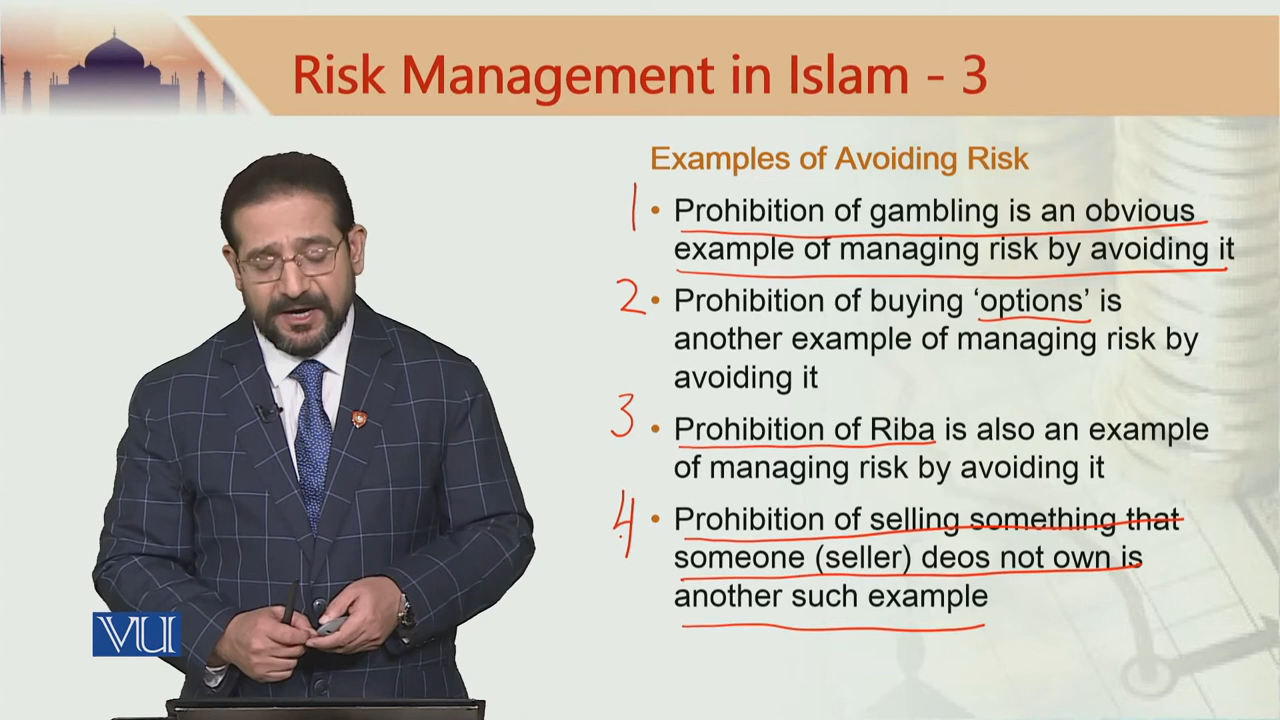 Risk Management in Islam - 3
Examples of Avoiding Risk
1 • Prohibition of gambling is an obvious
example of managing risk by avoiding it
2 • Prohibition of buying ‘options’ is
another example of managing risk by
avoiding it
3 • Prohibition of Riba is also an example
of managing risk by avoiding it
4 • Prohibition of selling something that
someone (seller) deos not own is
another such example
VU